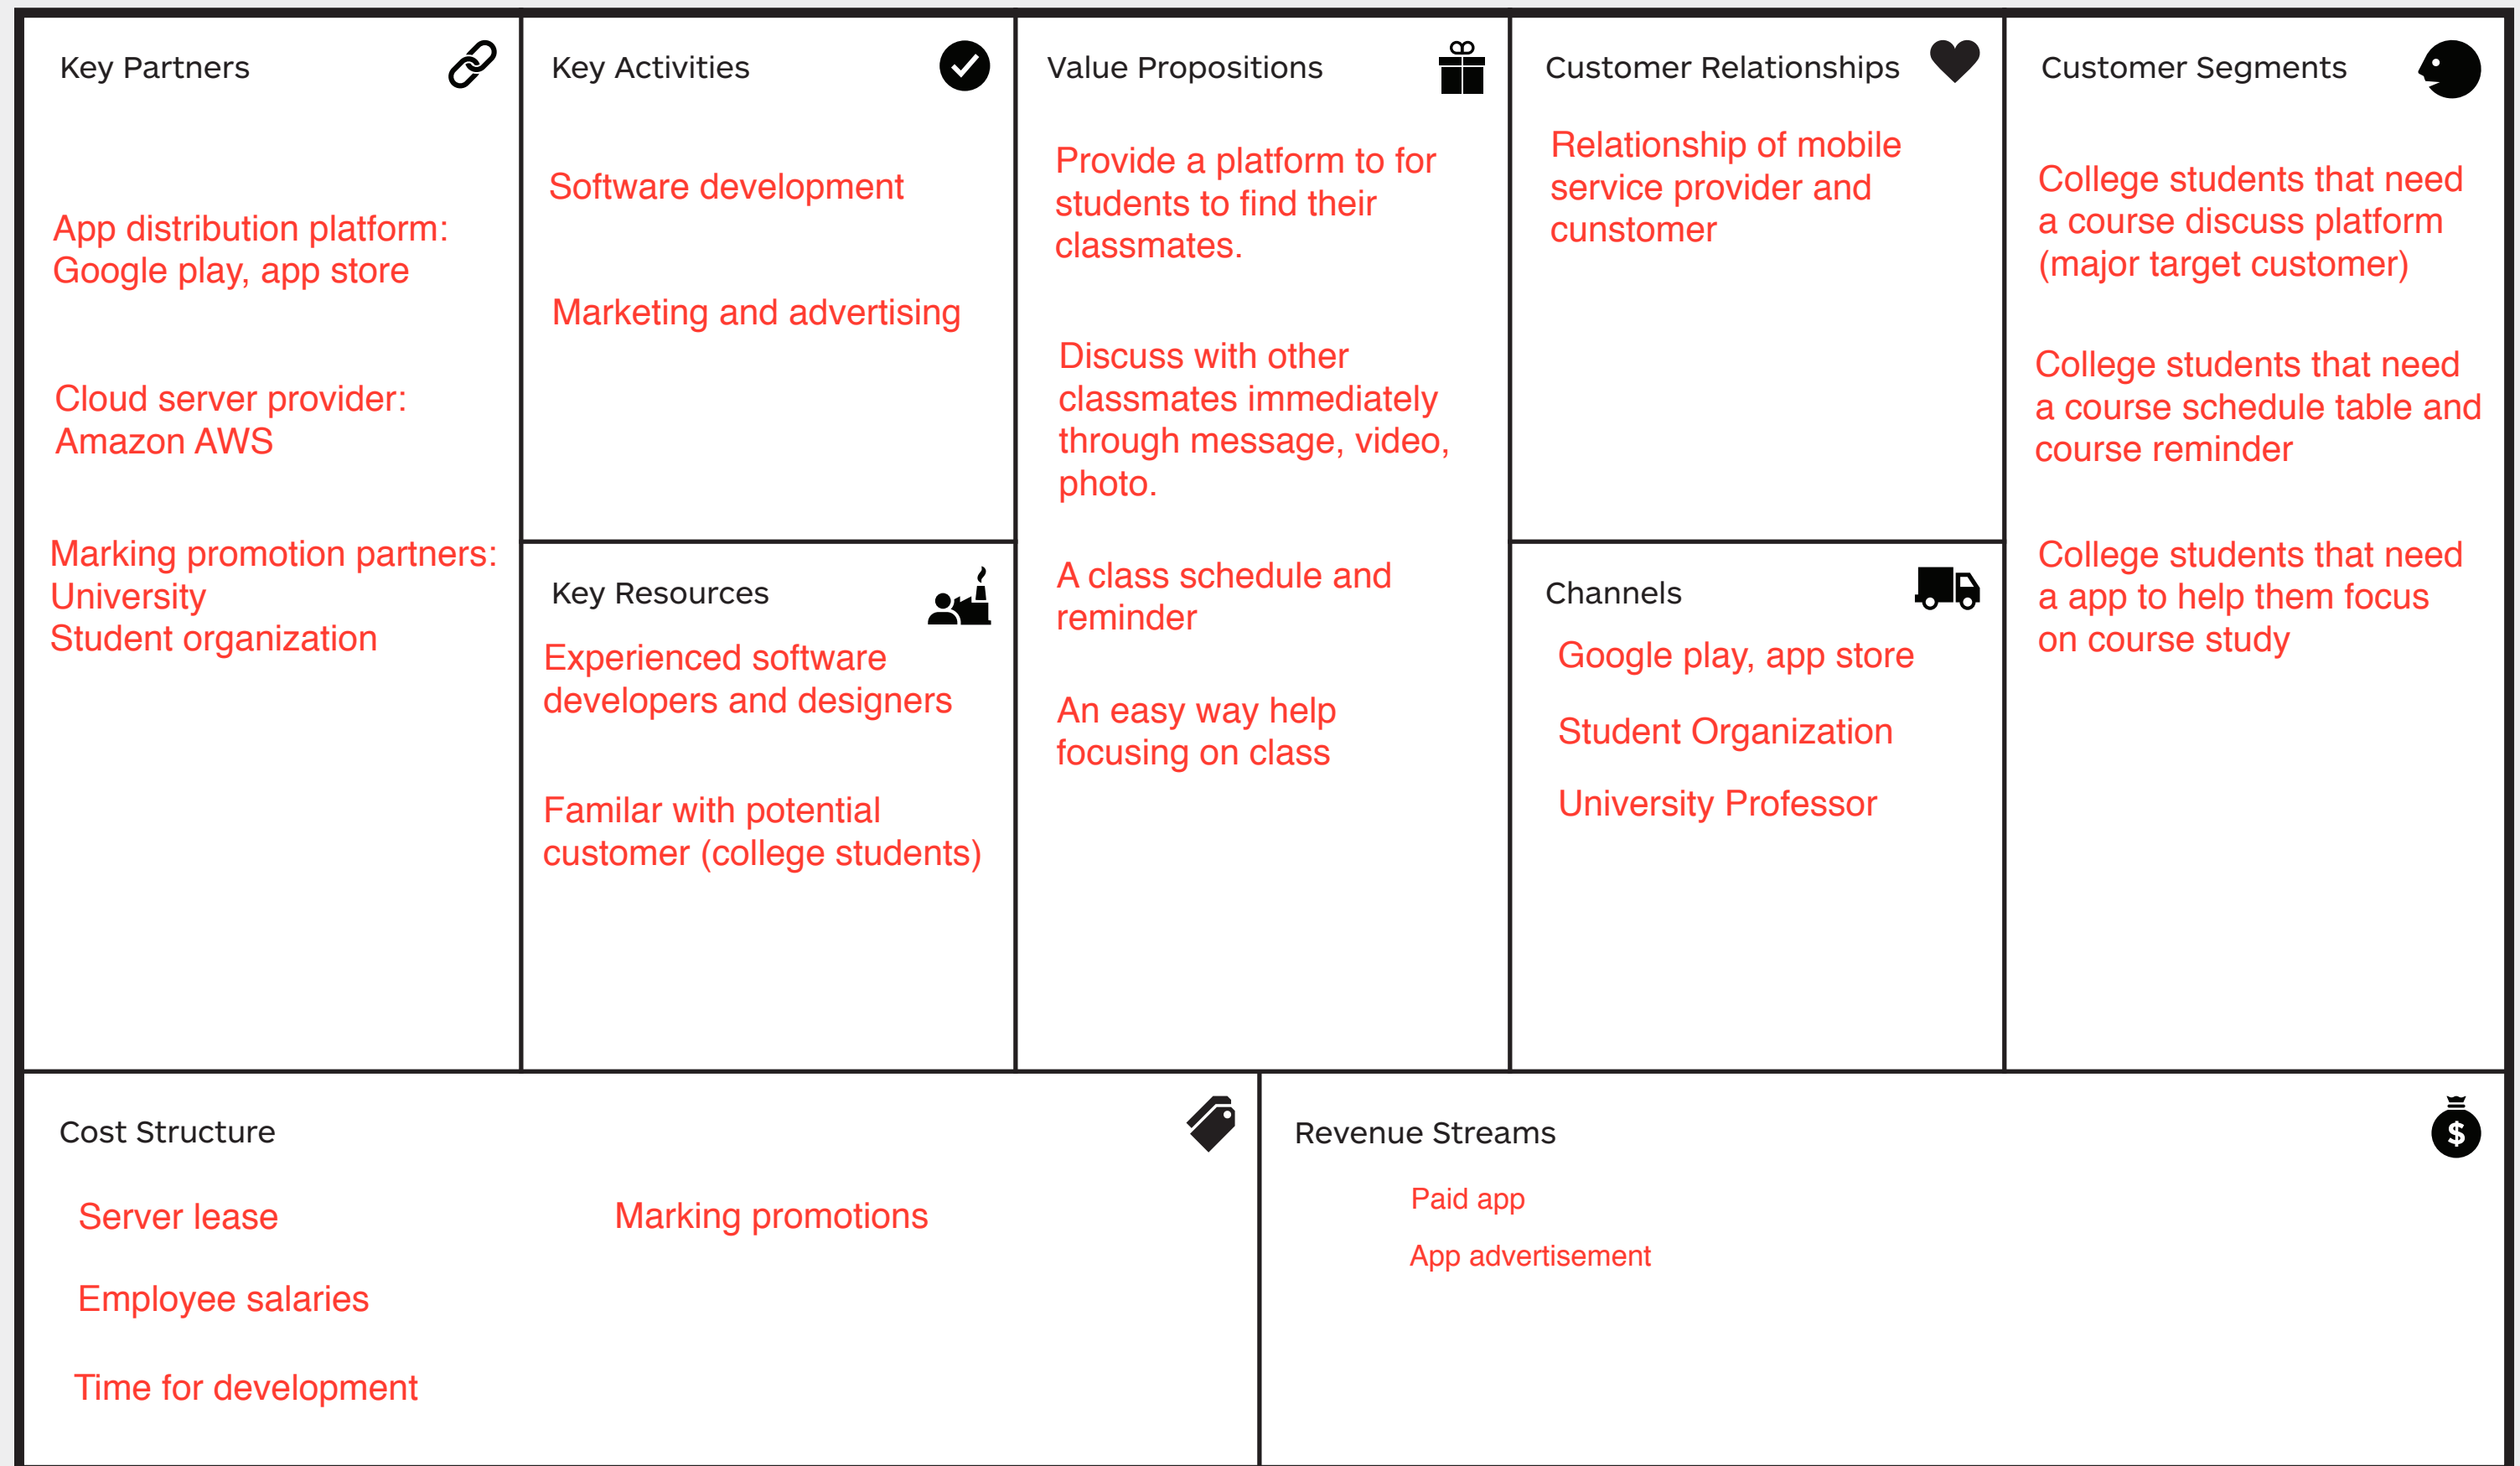 Key Partners
App distribution platform:
Google play, app store
Cloud server provider:
Amazon AWS
Marking promotion partners:
University
Student organization
Key Activities
Software development
Marketing and advertising
Key Resources
Experienced software
developers and designers
Familar with potential
customer (college students)
Value Propositions
Provide a platform to for
students to find their
classmates.
Discuss with other
classmates immediately
through message, video,
photo.
A class schedule and
reminder
An easy way help
focusing on class
Customer Relationships
Relationship of mobile
service provider and
cunstomer
Channels
Google play, app store
Student Organization
University Professor
Customer Segments
College students that need
a course discuss platform
(major target customer)
College students that need
a course schedule table and
course reminder
College students that need
a app to help them focus
on course study
Cost Structure
Server lease
Employee salaries
Time for development
Marking promotions
Revenue Streams
$
Paid app
App advertisement